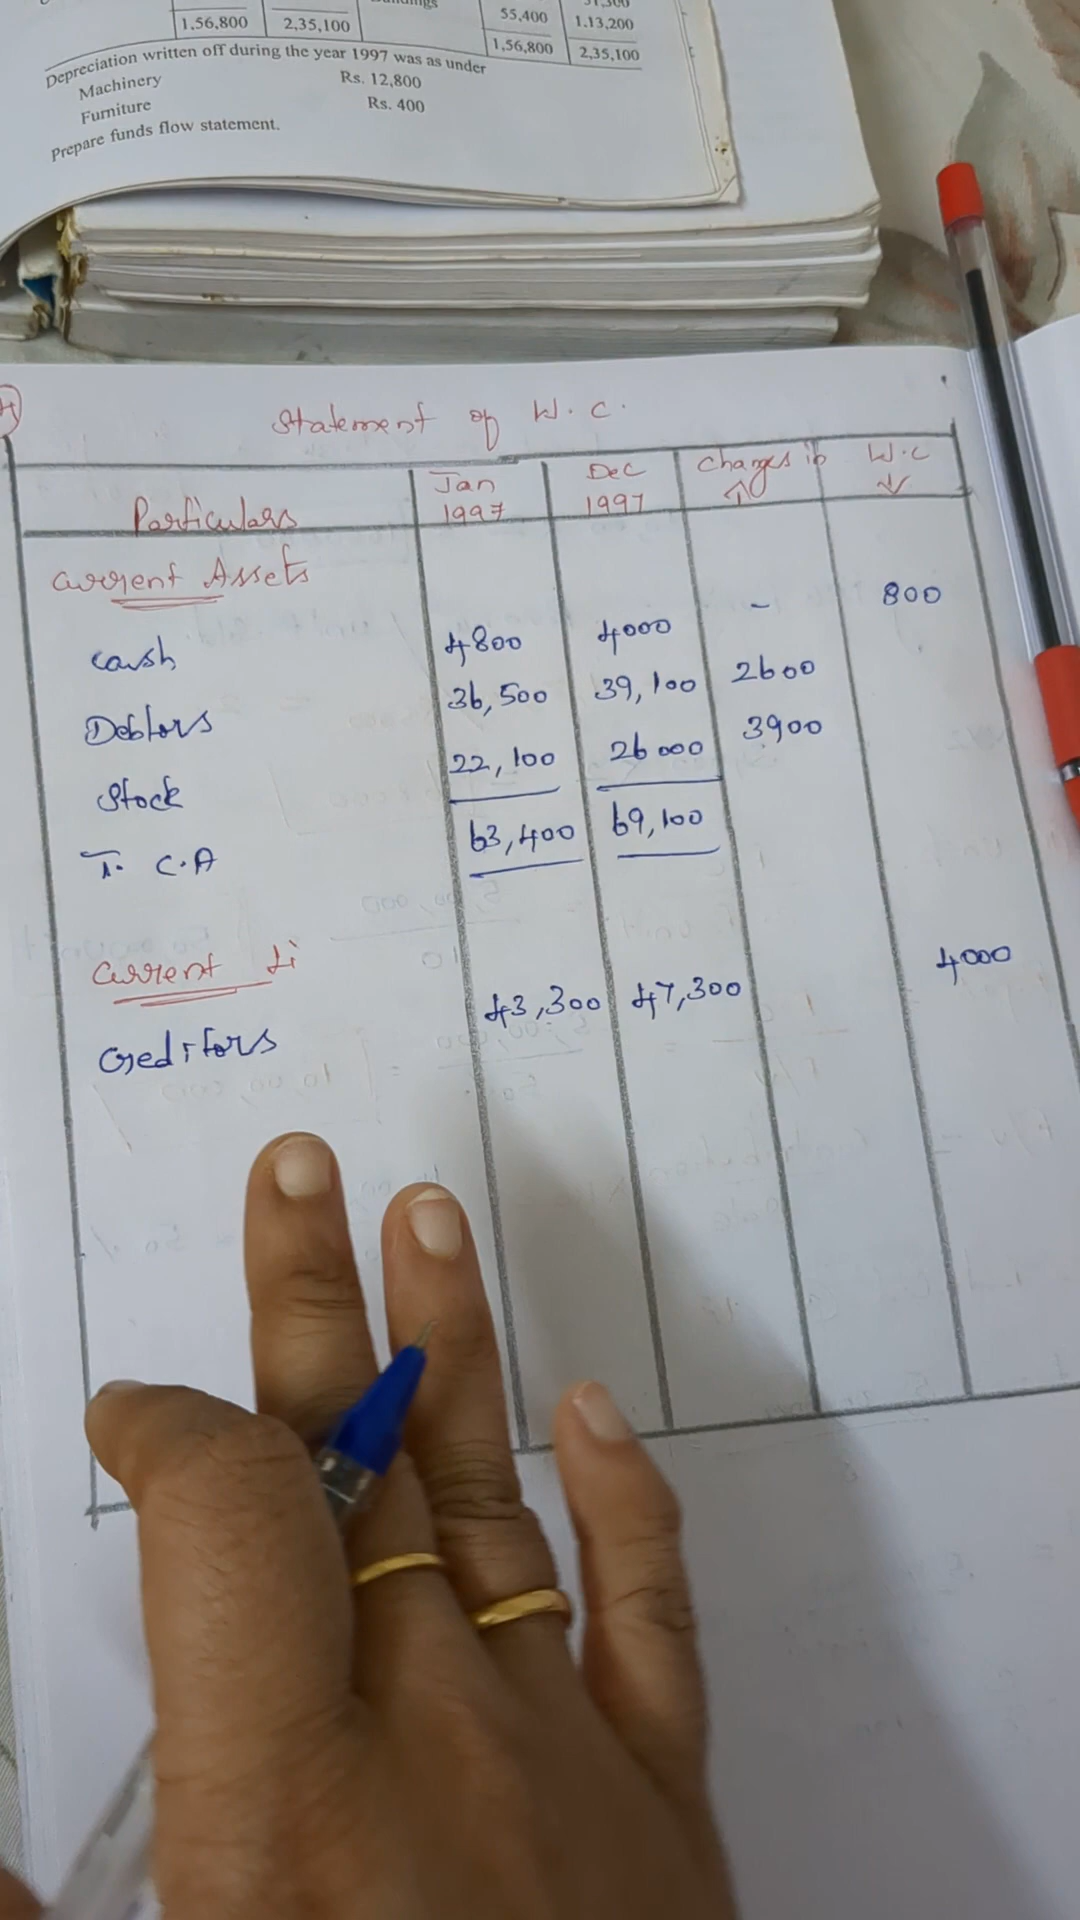 1,56,800 2,35,100 55,400 1.13,200
1,56,800 2,35,100
Depreciation written off during the year 1997 was as under
Machinery Rs. 12,800
Furniture Rs. 400
Prepare funds flow statement.
Statement of W.C.
Particulars Jan 1997 Dec 1997 Changes in W.C
↑ ↓
Current Assets
Cash 4800 4000 - 800
Debtors 36,500 39,100 2600
Stock 22,100 26000 3900
T. C.A 63,400 69,100
Current Li
Creditors 43,300 47,300 4000